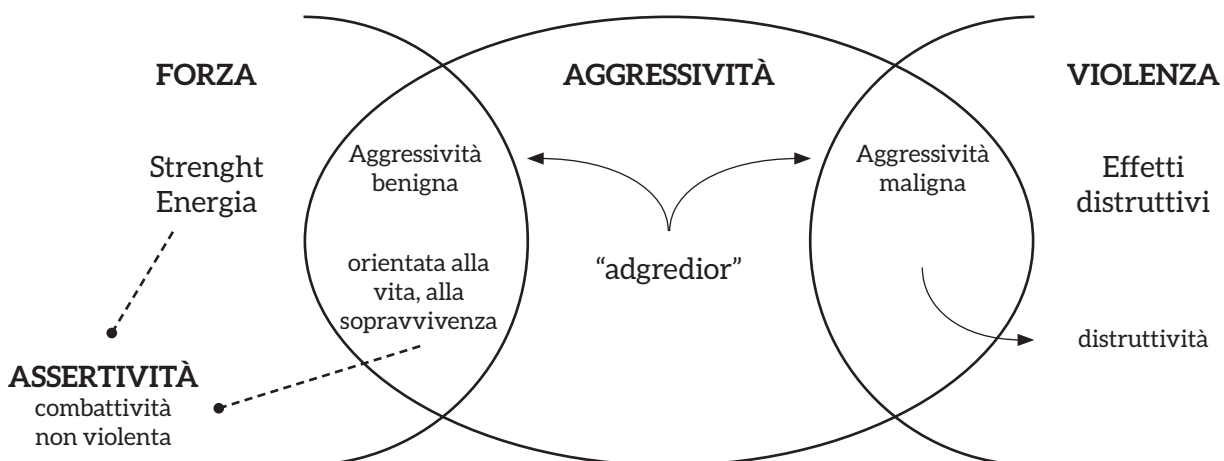 FORZA
AGGRESSIVITÀ
VIOLENZA
Strenght
Energia
Aggressività
benigna
orientata alla
vita, alla
sopravvivenza
“adgredior”
Aggressività
maligna
Effetti
distruttivi
distruttività
ASSERTIVITÀ
combattività
non violenta